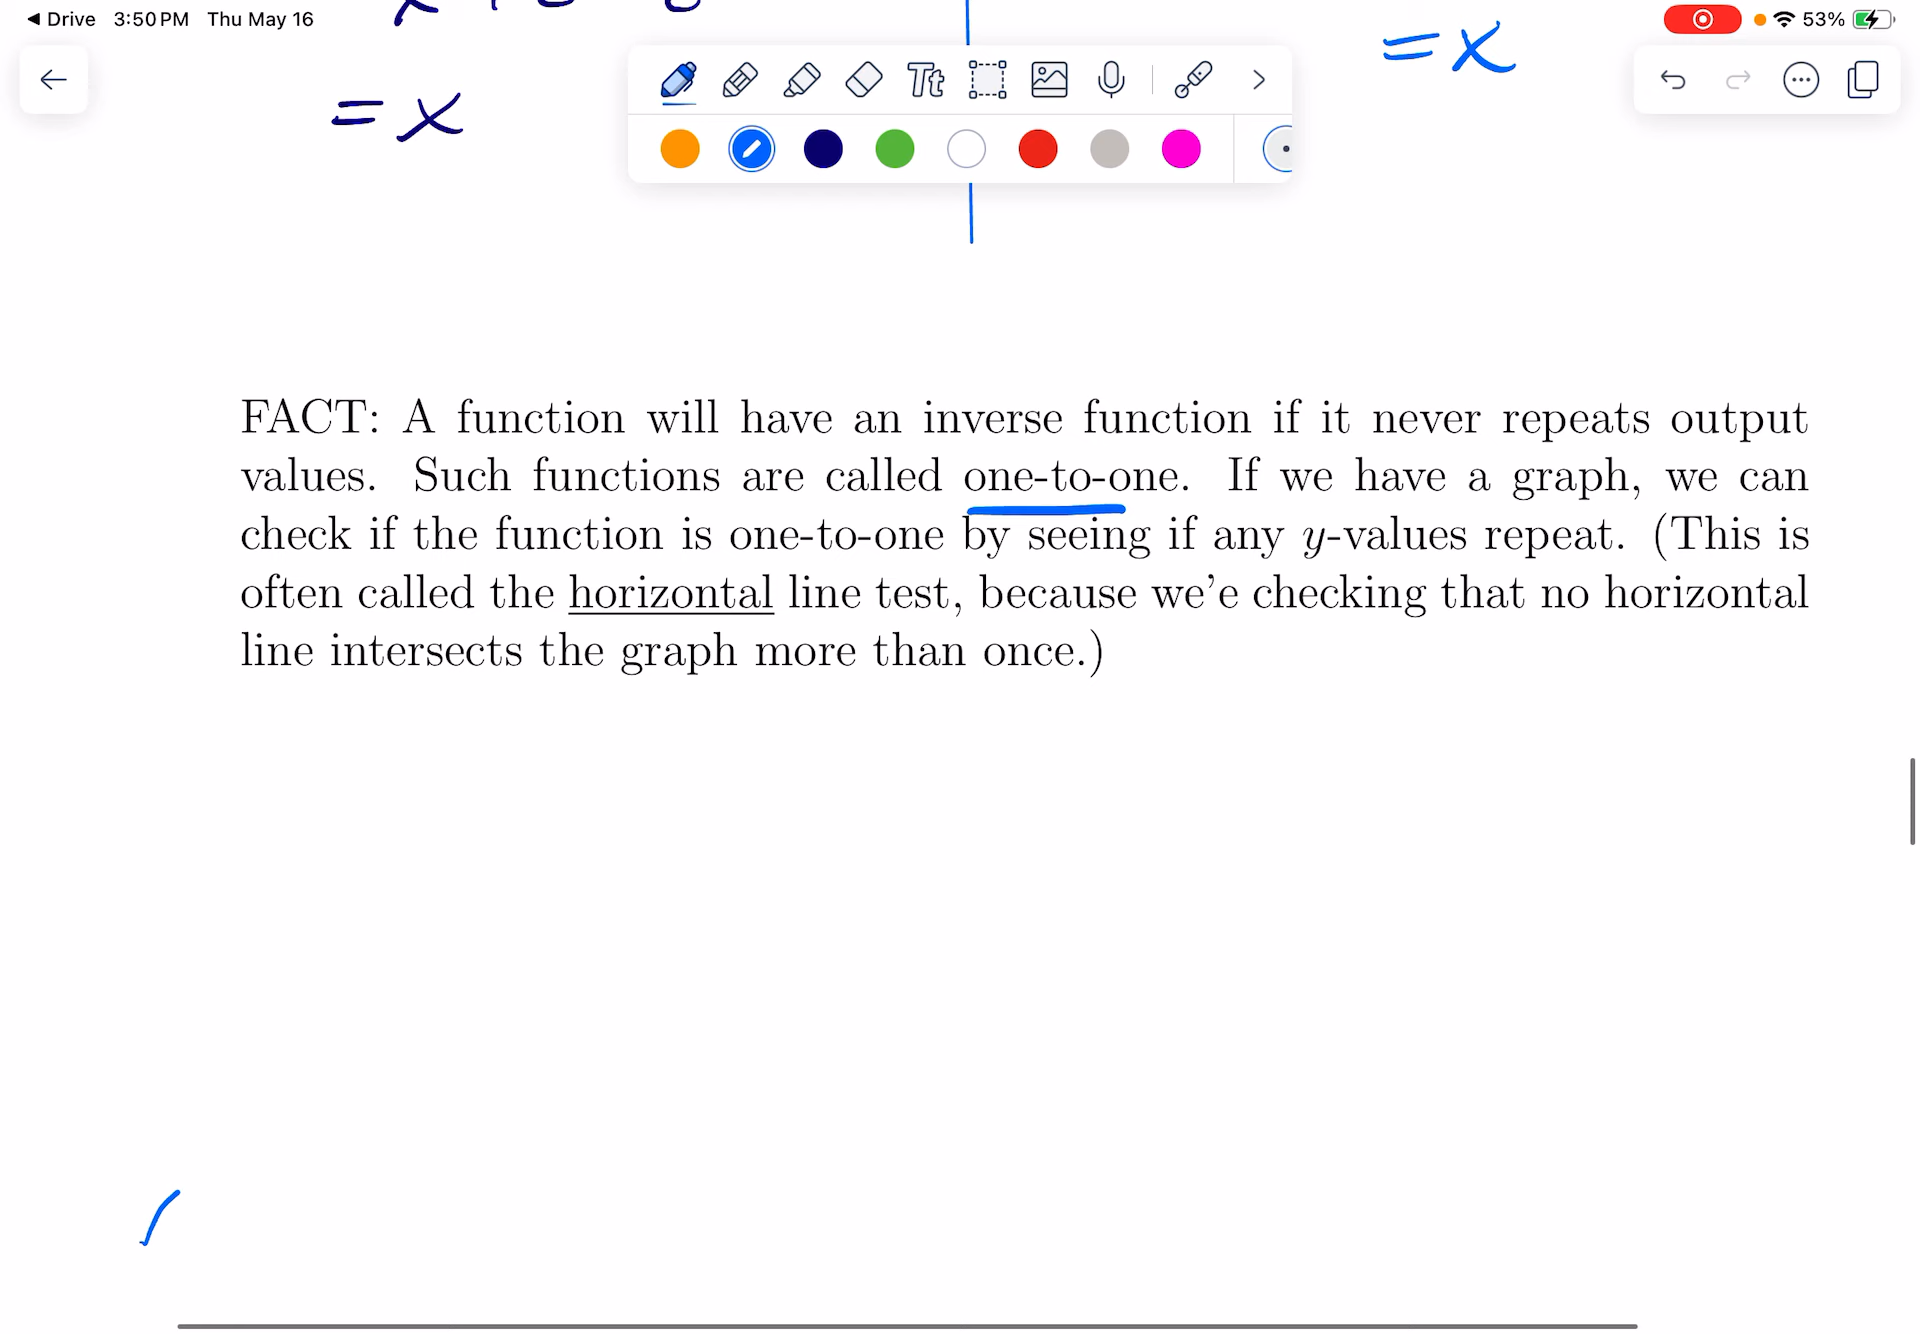 Drive 3:50 PM Thu May 16
53%
= x
= x
Tt
FACT: A function will have an inverse function if it never repeats output
values. Such functions are called one-to-one. If we have a graph, we can
check if the function is one-to-one by seeing if any y-values repeat. (This is
often called the horizontal line test, because we'e checking that no horizontal
line intersects the graph more than once.)